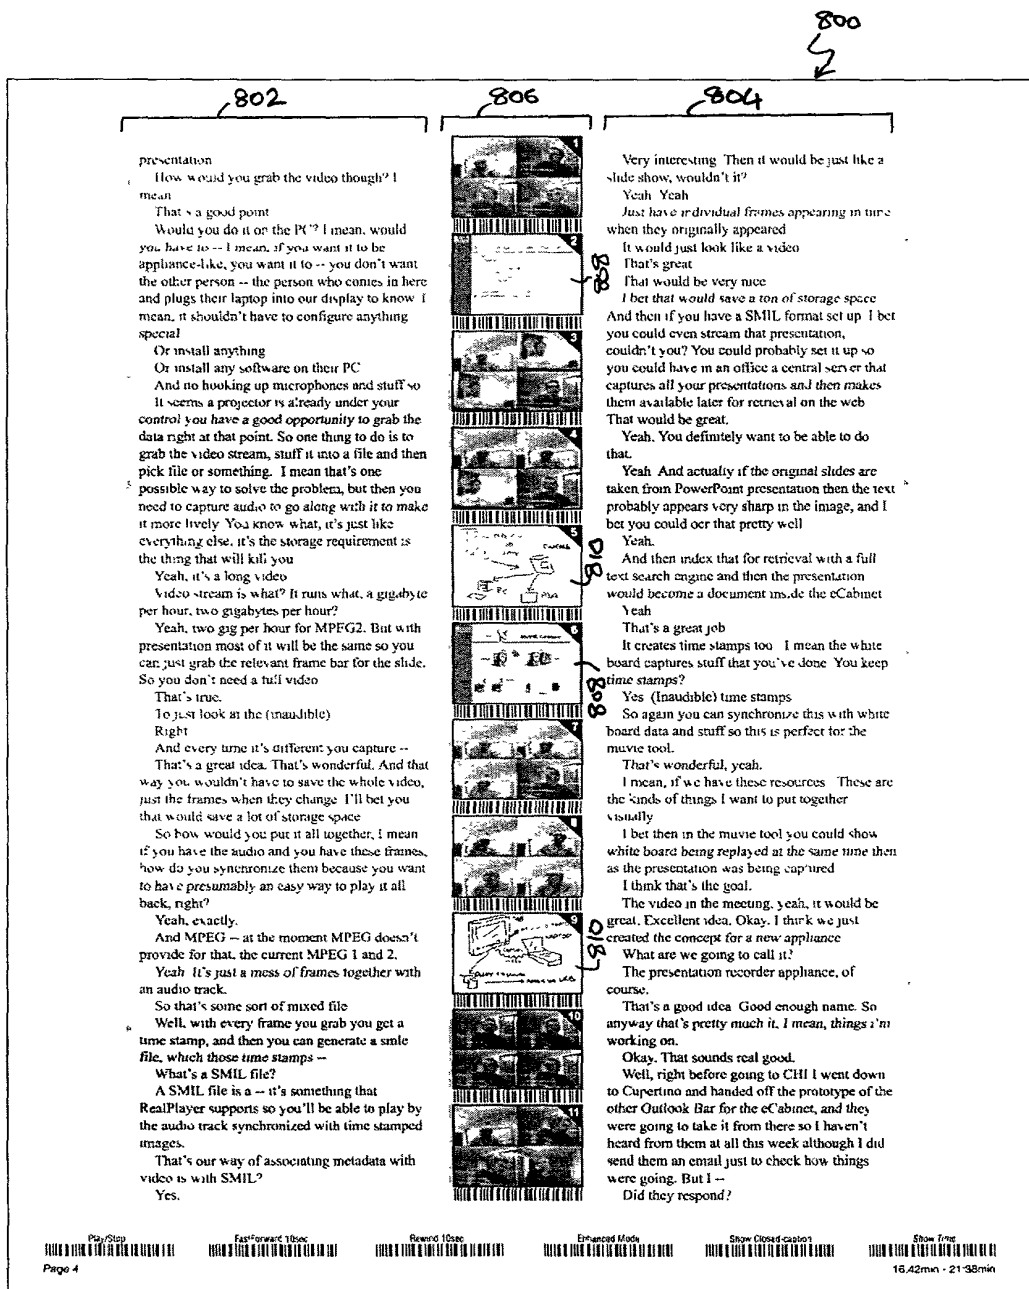 800
802
806
804
presentation
How would you grab the video though? I
mean
That's a good point
Would you do it on the PC? I mean, would
you have to -- I mean, if you want it to be
appliance-like, you want it to -- you don't want
the other person -- the person who comes in here
and plugs their laptop into our display to know I
mean, it shouldn't have to configure anything
special
Or install anything
Or install any software on their PC
And no hooking up microphones and stuff so
It seems a projector is already under your
control you have a good opportunity to grab the
data right at that point. So one thing to do is to
grab the video stream, stuff it into a file and then
pick file or something. I mean that's one
possible way to solve the problem, but then you
need to capture audio to go along with it to make
it more lively You know what, it's just like
everything else, it's the storage requirement is
the thing that will kill you
Yeah, it's a long video
Video stream is what? It runs what, a gigabyte
per hour, two gigabytes per hour?
Yeah, two gig per hour for MPEG2. But with
presentation most of it will be the same so you
can just grab the relevant frame bar for the slide.
So you don't need a full video
That's true.
To just look at the (inaudible)
Right
And every time it's different you capture --
That's a great idea. That's wonderful. And that
way you wouldn't have to save the whole video,
just the frames when they change I'll bet you
that would save a lot of storage space
So how would you put it all together, I mean
if you have the audio and you have these frames,
how do you synchronize them because you want
to have presumably an easy way to play it all
back, right?
Yeah, exactly.
And MPEG -- at the moment MPEG doesn't
provide for that, the current MPEG 1 and 2.
Yeah It's just a mess of frames together with
an audio track.
So that's some sort of mixed file
Well, with every frame you grab you get a
time stamp, and then you can generate a smle
file, which those time stamps --
What's a SMIL file?
A SMIL file is a -- it's something that
RealPlayer supports so you'll be able to play by
the audio track synchronized with time stamped
images.
That's our way of associating metadata with
video is with SMIL?
Yes.
1
2
808
3
4
5
810
PC
PDA
6
808
7
8
9
810
10
11
Very interesting Then it would be just like a
slide show, wouldn't it?
Yeah Yeah
Just have individual frames appearing in time
when they originally appeared
It would just look like a video
That's great
That would be very nice
I bet that would save a ton of storage space
And then if you have a SMIL format set up I bet
you could even stream that presentation,
couldn't you? You could probably set it up so
you could have in an office a central server that
captures all your presentations and then makes
them available later for retrieval on the web
That would be great.
Yeah. You definitely want to be able to do
that.
Yeah And actually if the original slides are
taken from PowerPoint presentation then the text
probably appears very sharp in the image, and I
bet you could ocr that pretty well
Yeah.
And then index that for retrieval with a full
text search engine and then the presentation
would become a document inside the eCabinet
Yeah
That's a great job
It creates time stamps too I mean the white
board captures stuff that you've done You keep
time stamps?
Yes (Inaudible) time stamps
So again you can synchronize this with white
board data and stuff so this is perfect for the
muvie tool.
That's wonderful, yeah.
I mean, if we have these resources These are
the kinds of things I want to put together
visually
I bet then in the muvie tool you could show
white board being replayed at the same time then
as the presentation was being captured
I think that's the goal.
The video in the meeting, yeah, it would be
great. Excellent idea. Okay. I think we just
created the concept for a new appliance
What are we going to call it?
The presentation recorder appliance, of
course.
That's a good idea Good enough name. So
anyway that's pretty much it. I mean, things i'm
working on.
Okay. That sounds real good.
Well, right before going to CHI I went down
to Cupertino and handed off the prototype of the
other Outlook Bar for the eCabinet, and they
were going to take it from there so I haven't
heard from them at all this week although I did
send them an email just to check how things
were going. But I --
Did they respond?
Play/Stop
FastForward 10sec
Rewind 10sec
Enhanced Mode
Show Closed-caption
Show Time
Page 4
16.42min - 21:38min